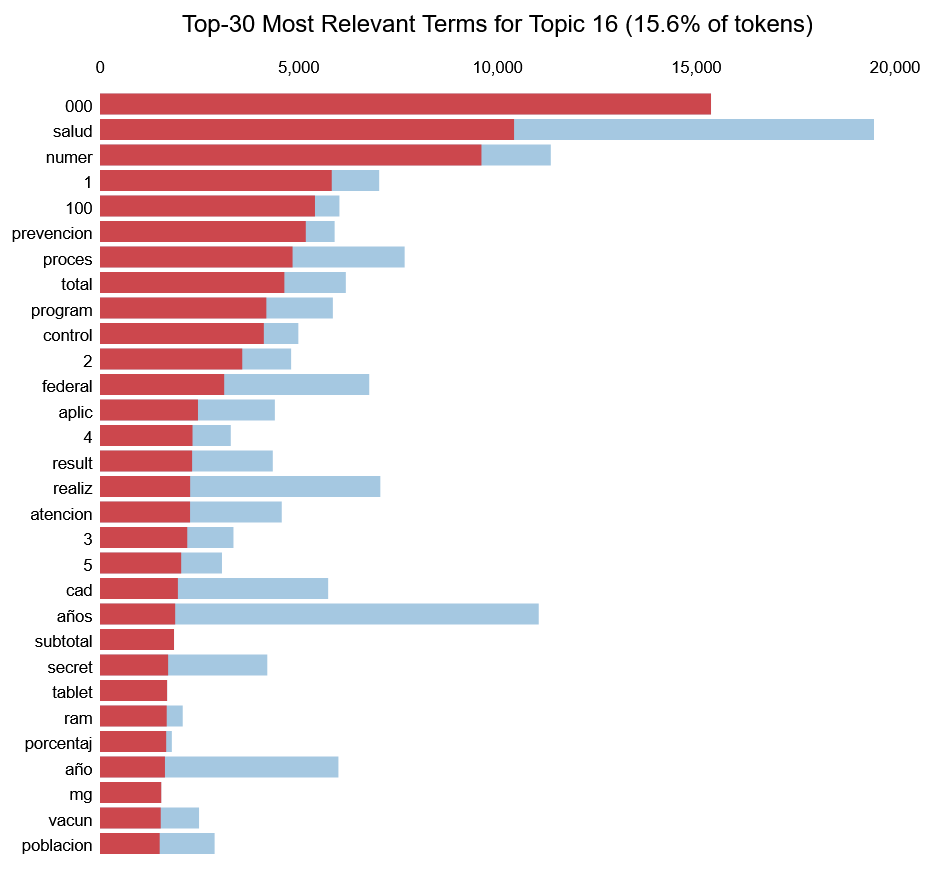 Top-30 Most Relevant Terms for Topic 16 (15.6% of tokens)
0 5,000 10,000 15,000 20,000
000
salud
numer
1
100
prevencion
proces
total
program
control
2
federal
aplic
4
result
realiz
atencion
3
5
cad
años
subtotal
secret
tablet
ram
porcentaj
año
mg
vacun
poblacion